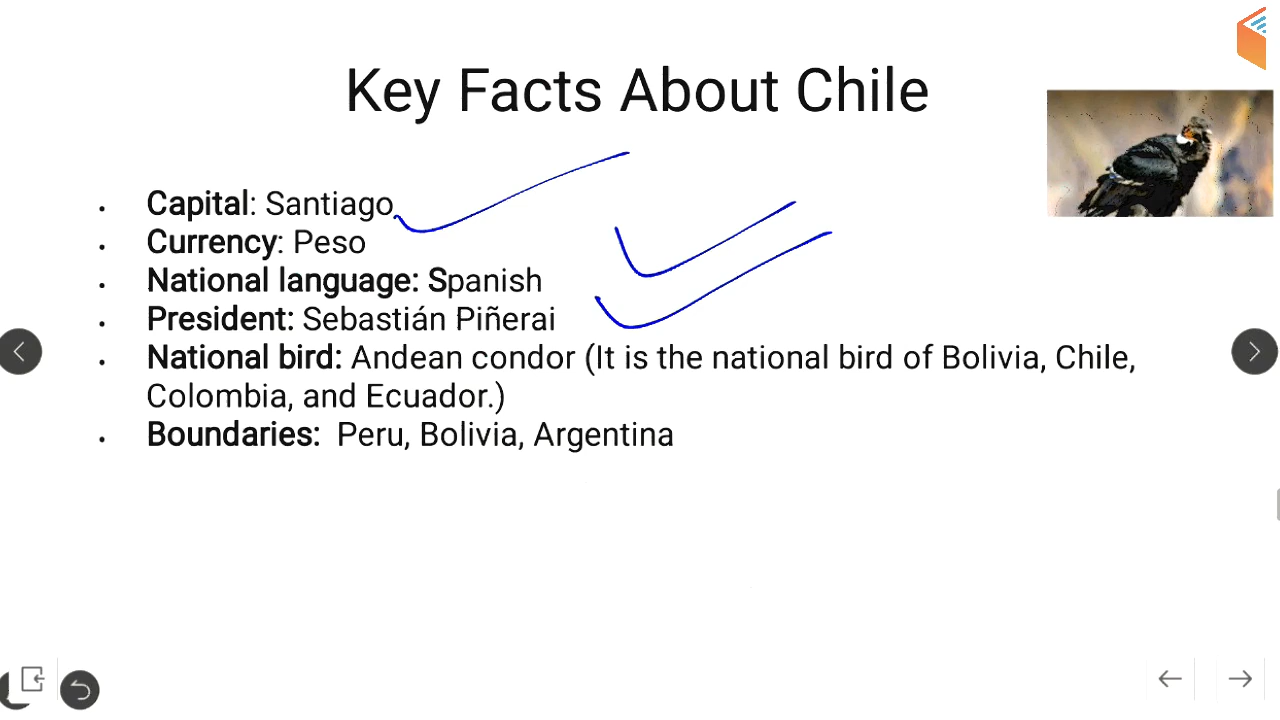 Key Facts About Chile
Capital: Santiago
Currency: Peso
National language: Spanish
President: Sebastián Piñerai
National bird: Andean condor (It is the national bird of Bolivia, Chile,
Colombia, and Ecuador.)
Boundaries: Peru, Bolivia, Argentina